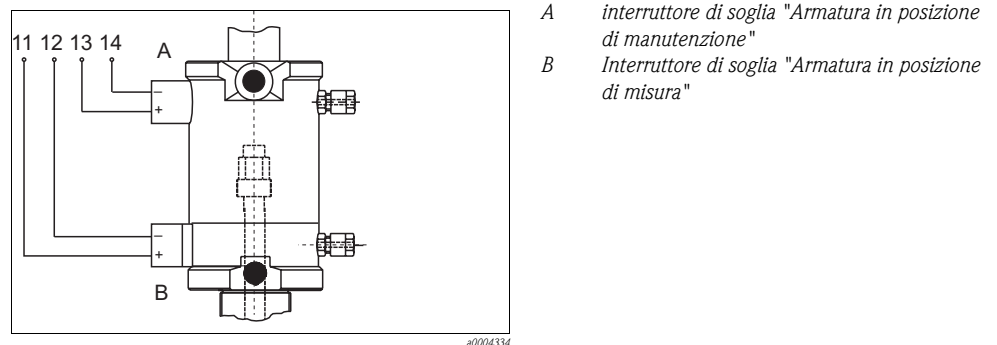 11 12 13 14
A
–
+
–
+
B
a0004334
A interruttore di soglia "Armatura in posizione
di manutenzione"
B Interruttore di soglia "Armatura in posizione
di misura"